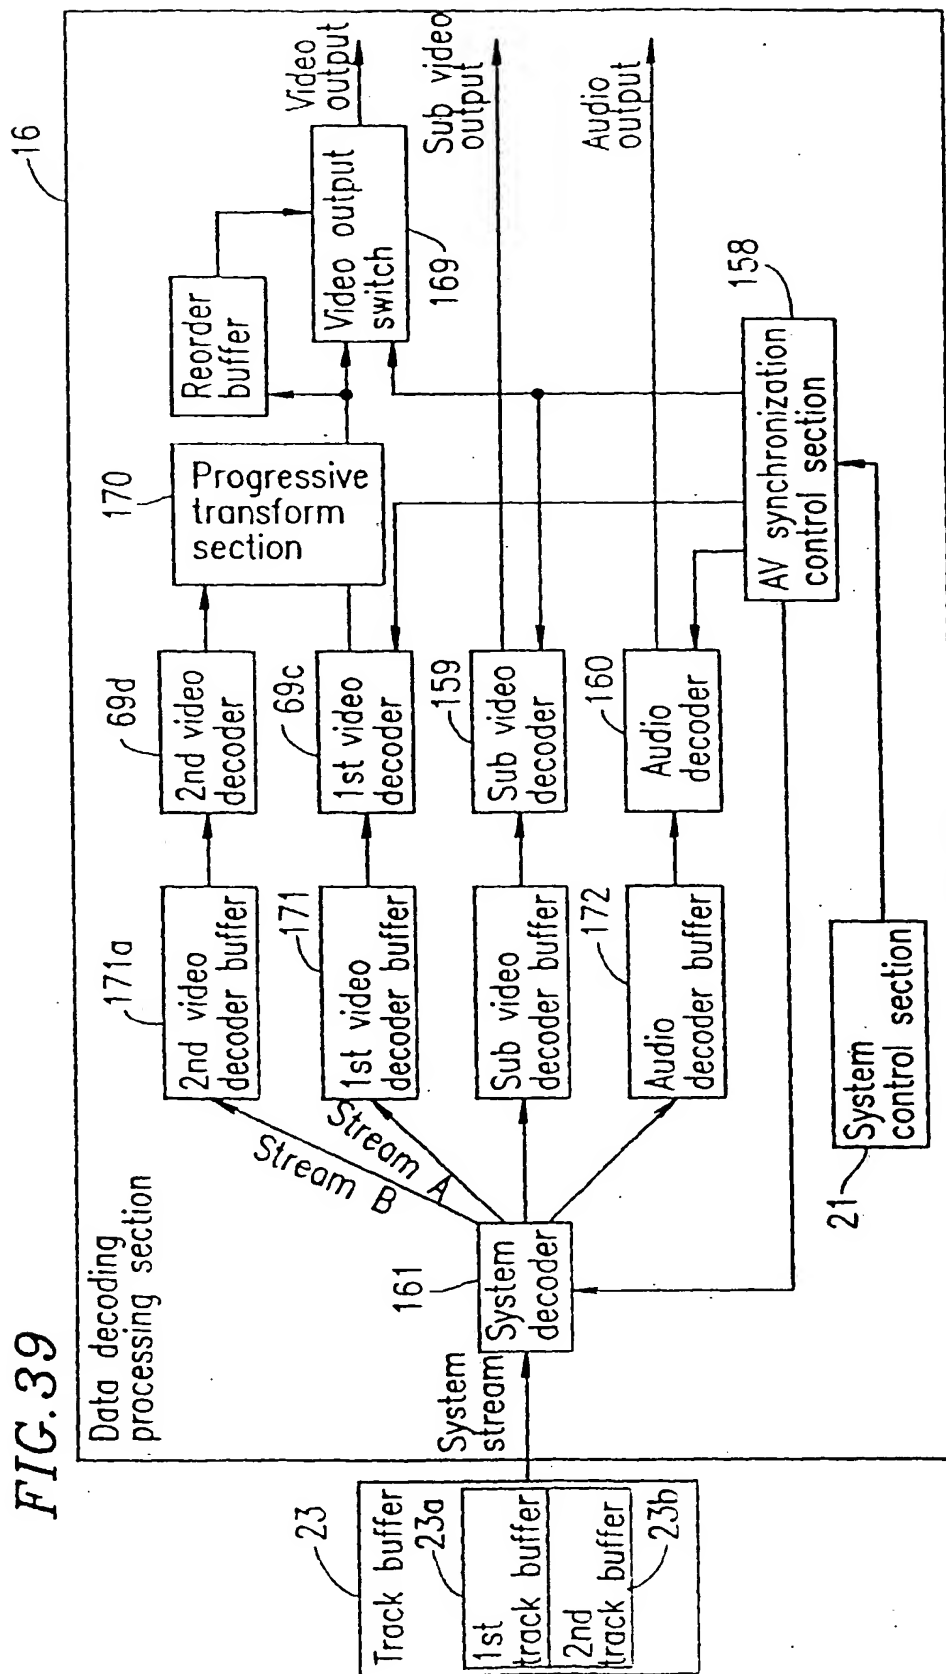 FIG.39
16
Data decoding
processing section
23
Track buffer
23a
1st
track buffer
2nd
track buffer
23b
System
stream
161
System
decoder
Stream B
Stream A
171a
2nd video
decoder buffer
171
1st video
decoder buffer
Sub video
decoder buffer
172
Audio
decoder buffer
69d
2nd video
decoder
69c
1st video
decoder
159
Sub video
decoder
160
Audio
decoder
170
Progressive
transform
section
Reorder
buffer
Video output
switch
169
Video
output
Sub video
output
Audio
output
158
AV synchronization
control section
21
System
control section